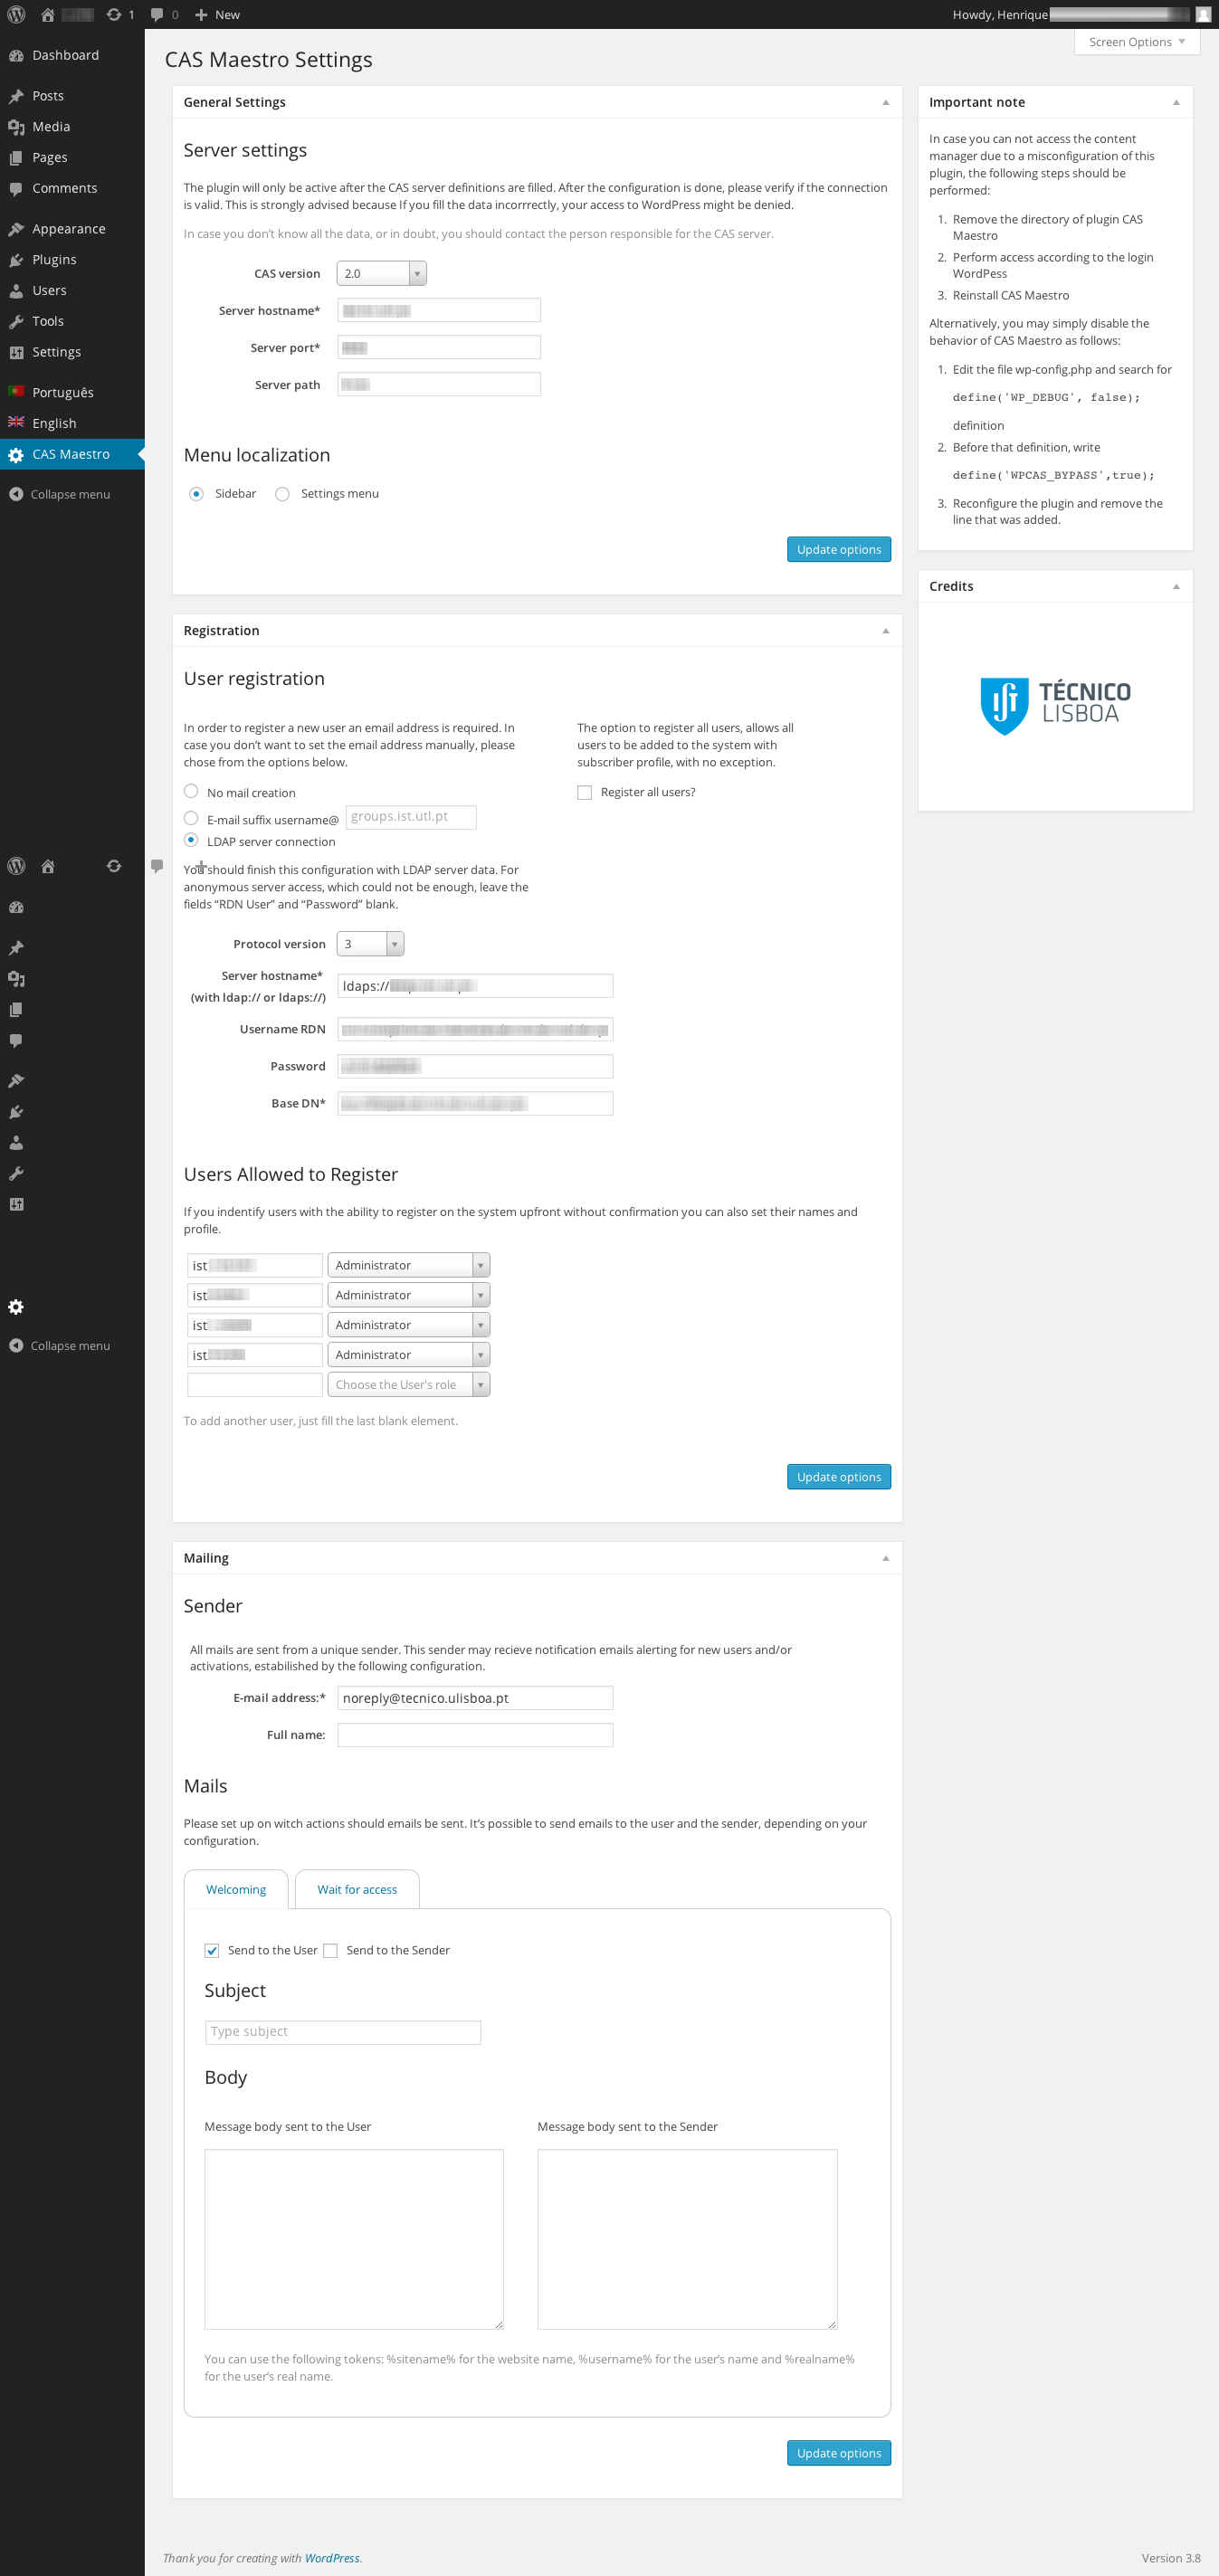 1
0
New
Howdy, Henrique
Screen Options
Dashboard
Posts
Media
Pages
Comments
Appearance
Plugins
Users
Tools
Settings
Português
English
CAS Maestro
Collapse menu
CAS Maestro Settings
General Settings
Server settings
The plugin will only be active after the CAS server definitions are filled. After the configuration is done, please verify if the connection
is valid. This is strongly advised because If you fill the data incorrrectly, your access to WordPress might be denied.
In case you don’t know all the data, or in doubt, you should contact the person responsible for the CAS server.
CAS version 2.0
Server hostname*
Server port*
Server path
Menu localization
Sidebar Settings menu
Update options
Important note
In case you can not access the content
manager due to a misconfiguration of this
plugin, the following steps should be
performed:
1. Remove the directory of plugin CAS
Maestro
2. Perform access according to the login
WordPess
3. Reinstall CAS Maestro
Alternatively, you may simply disable the
behavior of CAS Maestro as follows:
1. Edit the file wp-config.php and search for
define('WP_DEBUG', false);
definition
2. Before that definition, write
define('WPCAS_BYPASS',true);
3. Reconfigure the plugin and remove the
line that was added.
Credits
TÉCNICO
LISBOA
Registration
User registration
In order to register a new user an email address is required. In
case you don’t want to set the email address manually, please
chose from the options below.
No mail creation
E-mail suffix username@ groups.ist.utl.pt
LDAP server connection
The option to register all users, allows all
users to be added to the system with
subscriber profile, with no exception.
Register all users?
You should finish this configuration with LDAP server data. For
anonymous server access, which could not be enough, leave the
fields “RDN User” and “Password” blank.
Protocol version 3
Server hostname*
(with ldap:// or ldaps://) ldaps://
Username RDN
Password
Base DN*
Users Allowed to Register
If you indentify users with the ability to register on the system upfront without confirmation you can also set their names and
profile.
ist Administrator
ist Administrator
ist Administrator
ist Administrator
Choose the User's role
To add another user, just fill the last blank element.
Update options
Collapse menu
Mailing
Sender
All mails are sent from a unique sender. This sender may recieve notification emails alerting for new users and/or
activations, estabilished by the following configuration.
E-mail address:* noreply@tecnico.ulisboa.pt
Full name:
Mails
Please set up on witch actions should emails be sent. It’s possible to send emails to the user and the sender, depending on your
configuration.
Welcoming Wait for access
Send to the User Send to the Sender
Subject
Type subject
Body
Message body sent to the User Message body sent to the Sender
You can use the following tokens: %sitename% for the website name, %username% for the user’s name and %realname%
for the user’s real name.
Update options
Thank you for creating with WordPress. Version 3.8